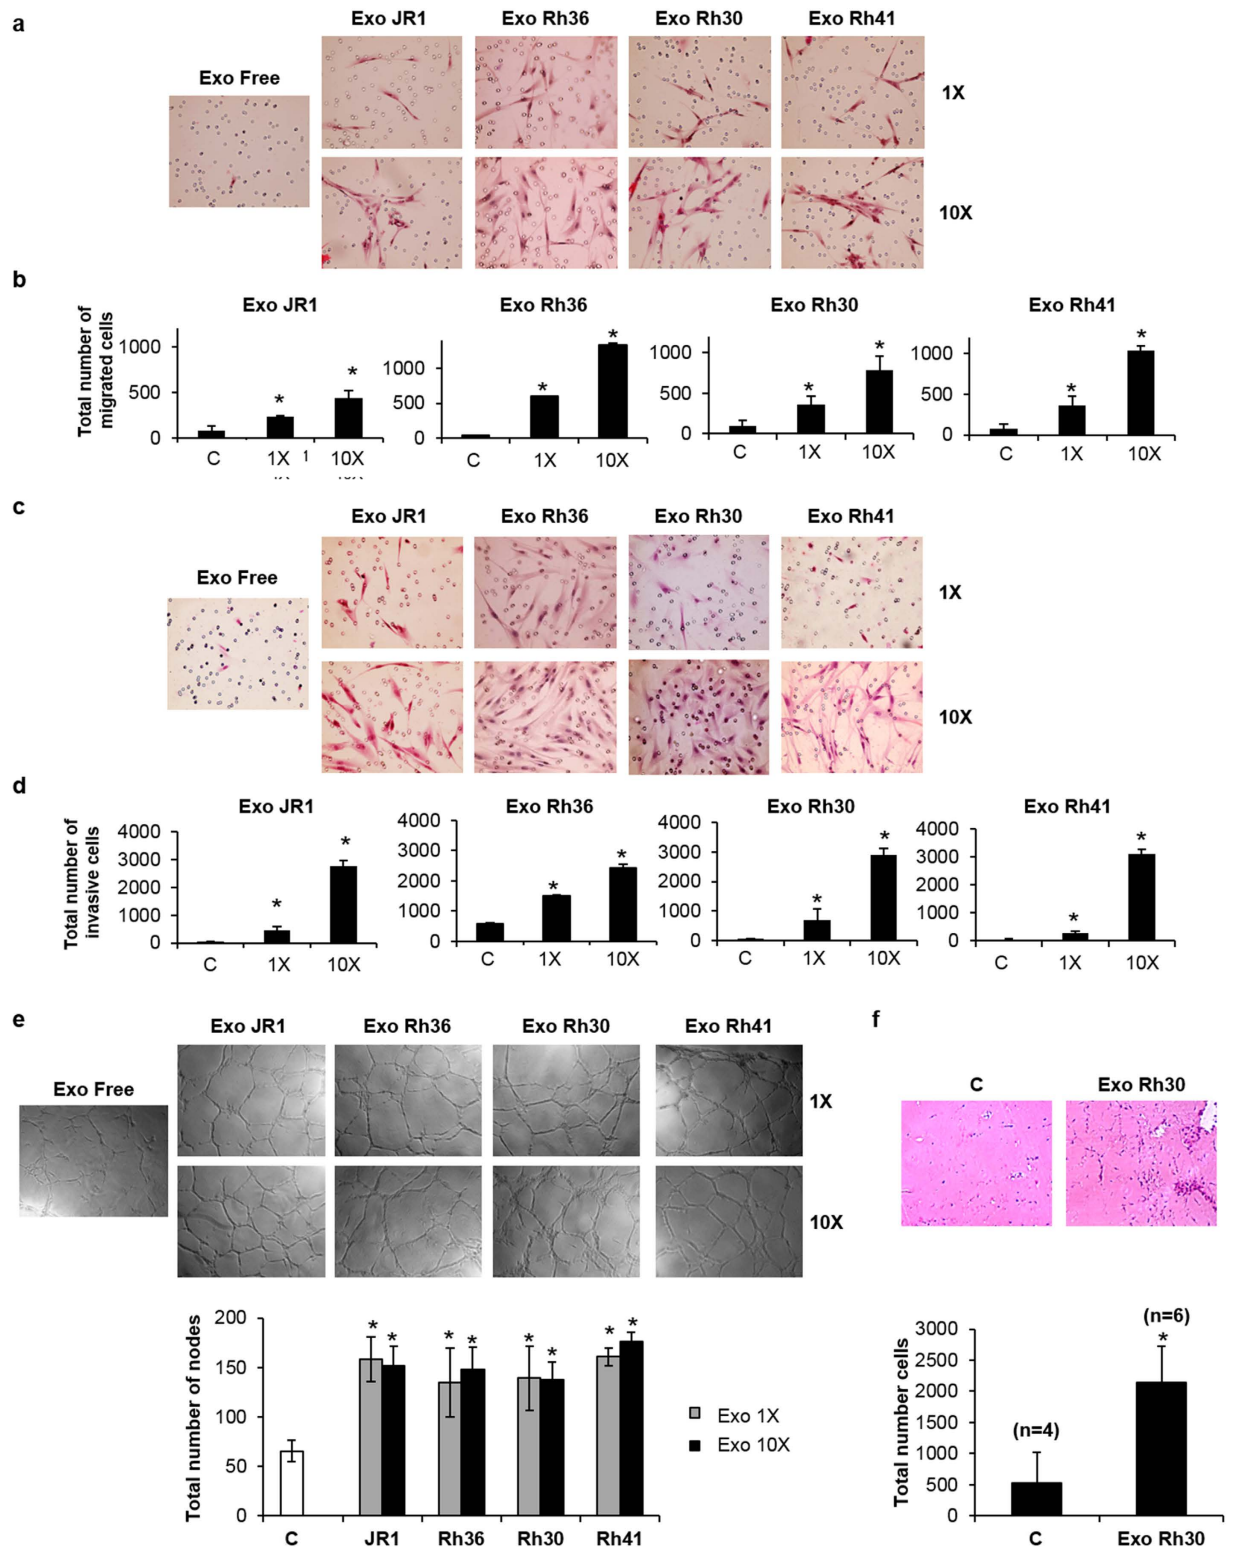 a
Exo JR1 Exo Rh36 Exo Rh30 Exo Rh41
Exo Free
1X
10X
b
Exo JR1 Exo Rh36 Exo Rh30 Exo Rh41
Total number of
migrated cells
1000
500
0
C 1X 1 10X
1000
500
0
C 1X 10X
1000
500
0
C 1X 10X
1000
500
0
C 1X 10X
* * * * * * * *
c
Exo JR1 Exo Rh36 Exo Rh30 Exo Rh41
Exo Free
1X
10X
d
Exo JR1 Exo Rh36 Exo Rh30 Exo Rh41
Total number of
invasive cells
4000
3000
2000
1000
0
C 1X 10X
4000
3000
2000
1000
0
C 1X 10X
4000
3000
2000
1000
0
C 1X 10X
4000
3000
2000
1000
0
C 1X 10X
* * * * * * * *
e
Exo JR1 Exo Rh36 Exo Rh30 Exo Rh41
Exo Free
1X
10X
Total number of nodes
200
150
100
50
0
* * * * * * * *
C JR1 Rh36 Rh30 Rh41
Exo 1X
Exo 10X
f
C Exo Rh30
Total number cells
3000
2500
2000
1500
1000
500
0
(n=4)
(n=6)
*
C Exo Rh30